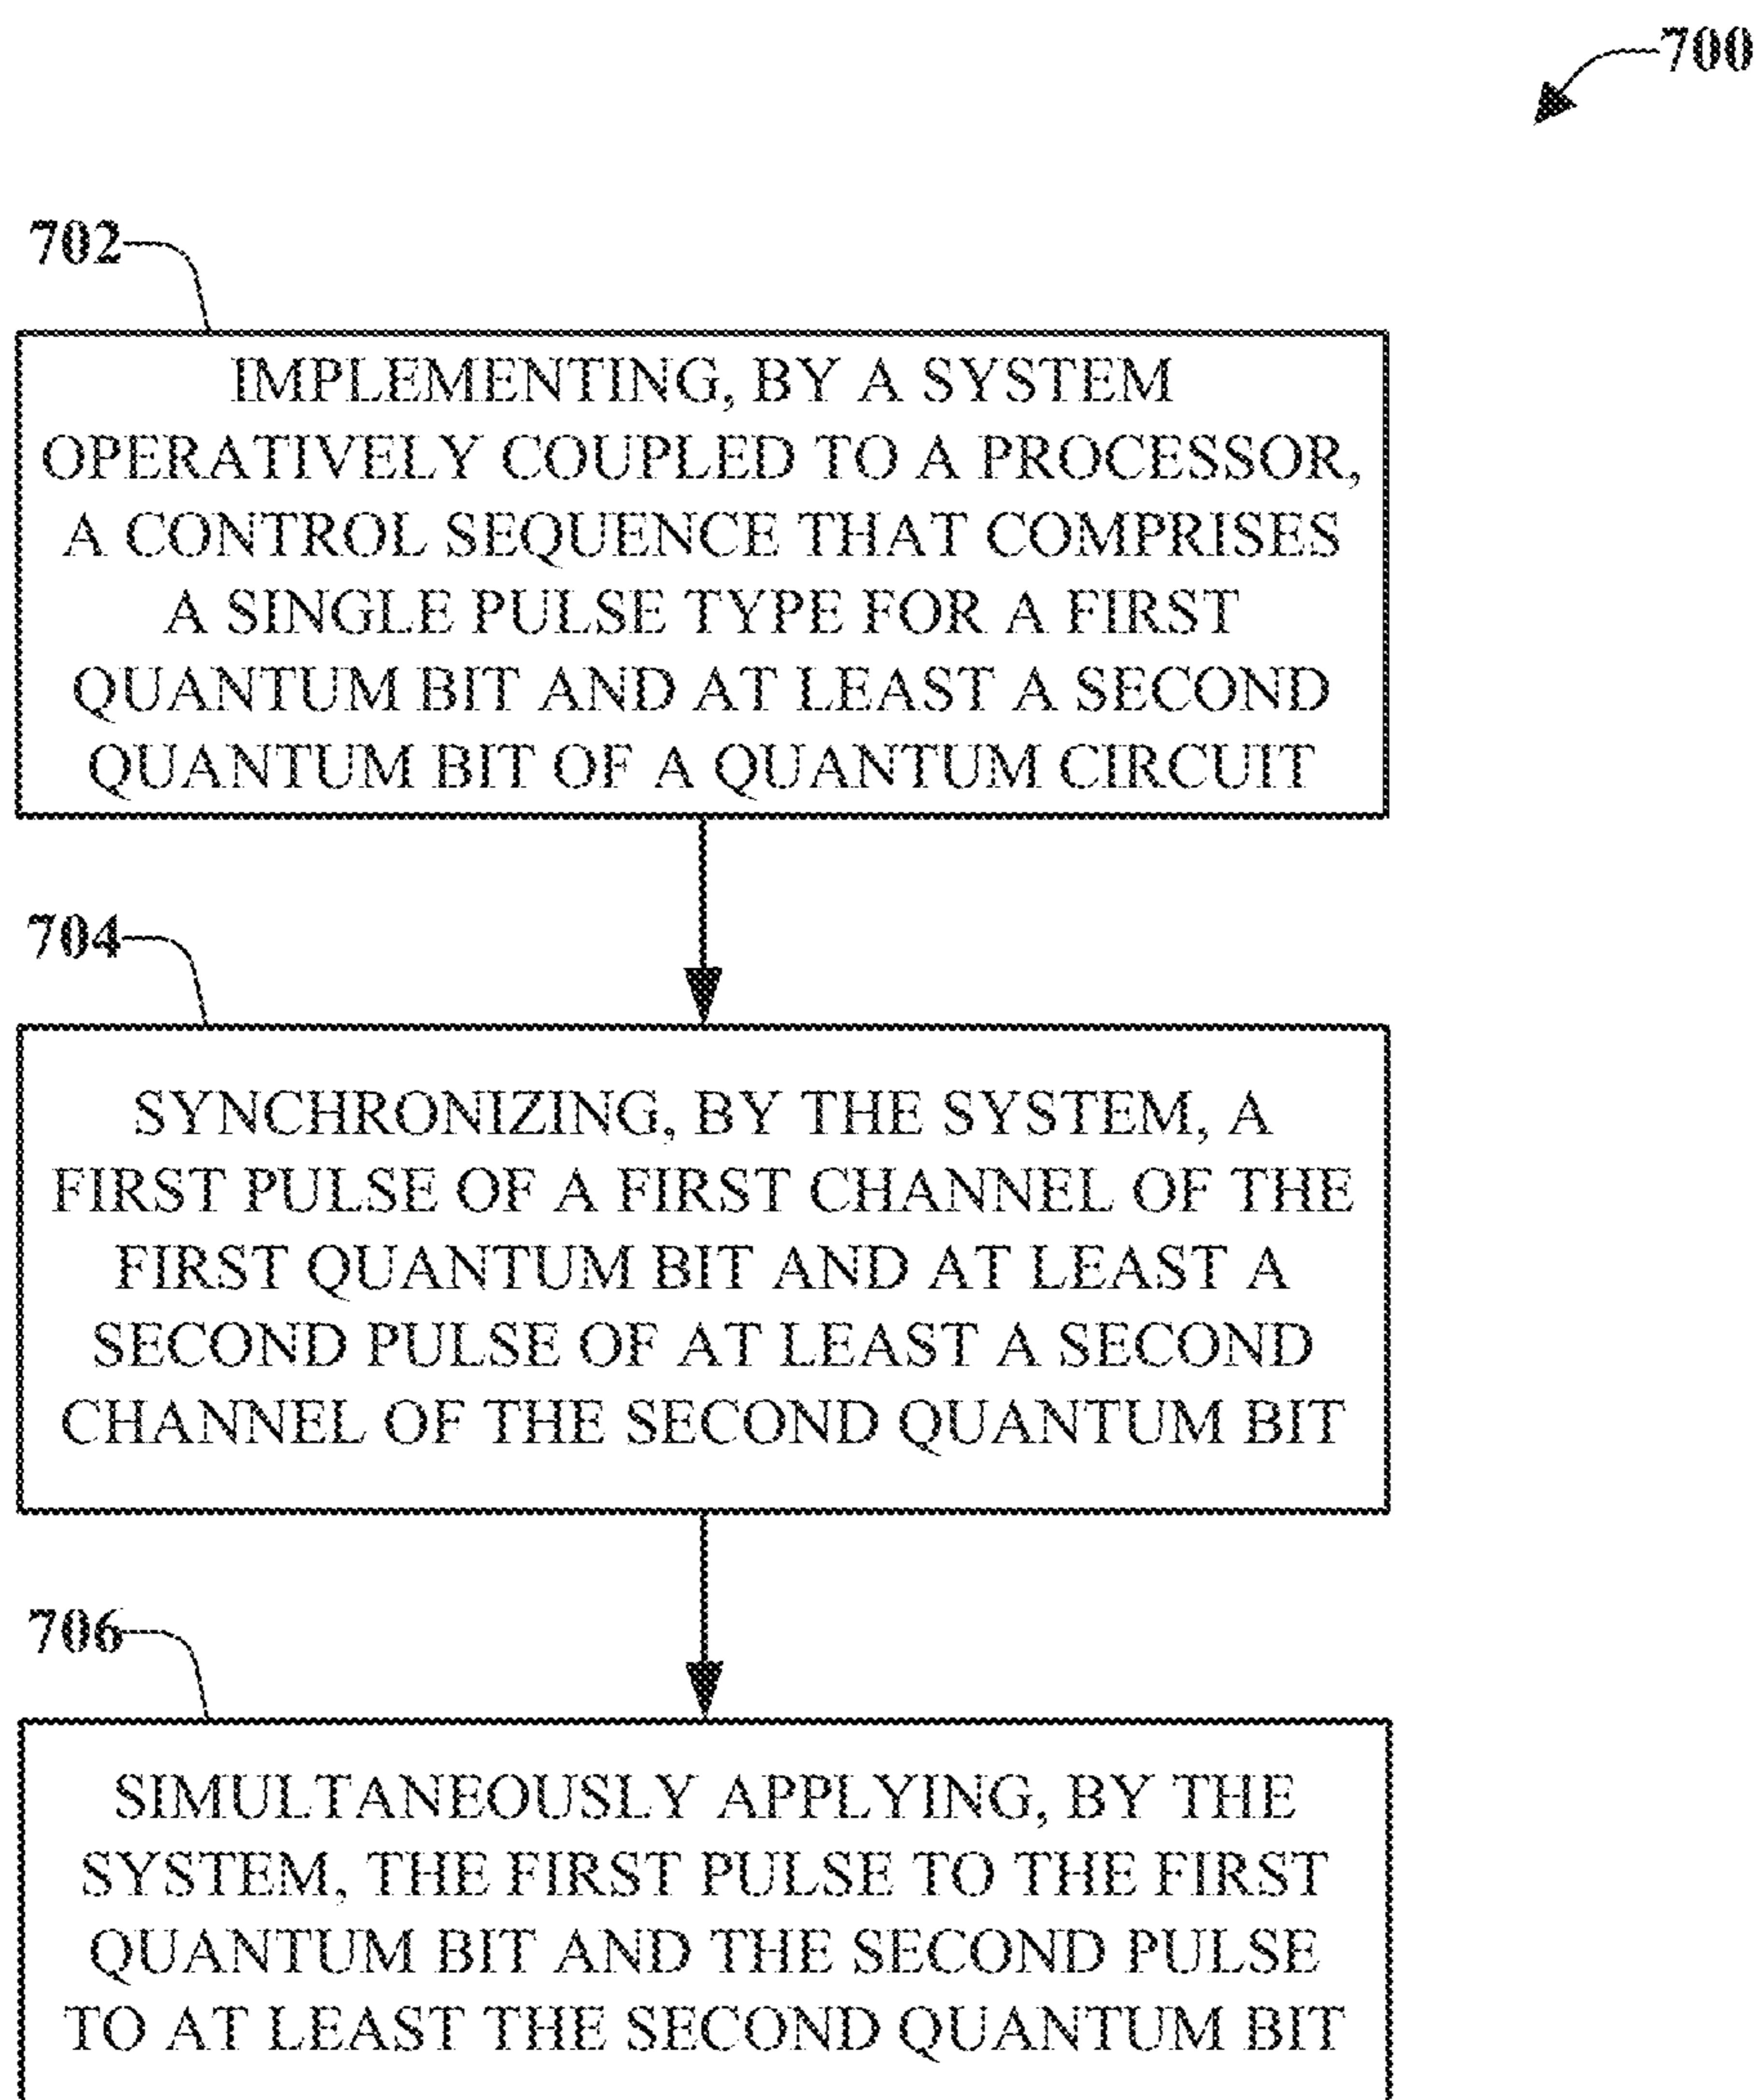 700
702
IMPLEMENTING, BY A SYSTEM
OPERATIVELY COUPLED TO A PROCESSOR,
A CONTROL SEQUENCE THAT COMPRISES
A SINGLE PULSE TYPE FOR A FIRST
QUANTUM BIT AND AT LEAST A SECOND
QUANTUM BIT OF A QUANTUM CIRCUIT
704
SYNCHRONIZING, BY THE SYSTEM, A
FIRST PULSE OF A FIRST CHANNEL OF THE
FIRST QUANTUM BIT AND AT LEAST A
SECOND PULSE OF AT LEAST A SECOND
CHANNEL OF THE SECOND QUANTUM BIT
706
SIMULTANEOUSLY APPLYING, BY THE
SYSTEM, THE FIRST PULSE TO THE FIRST
QUANTUM BIT AND THE SECOND PULSE
TO AT LEAST THE SECOND QUANTUM BIT